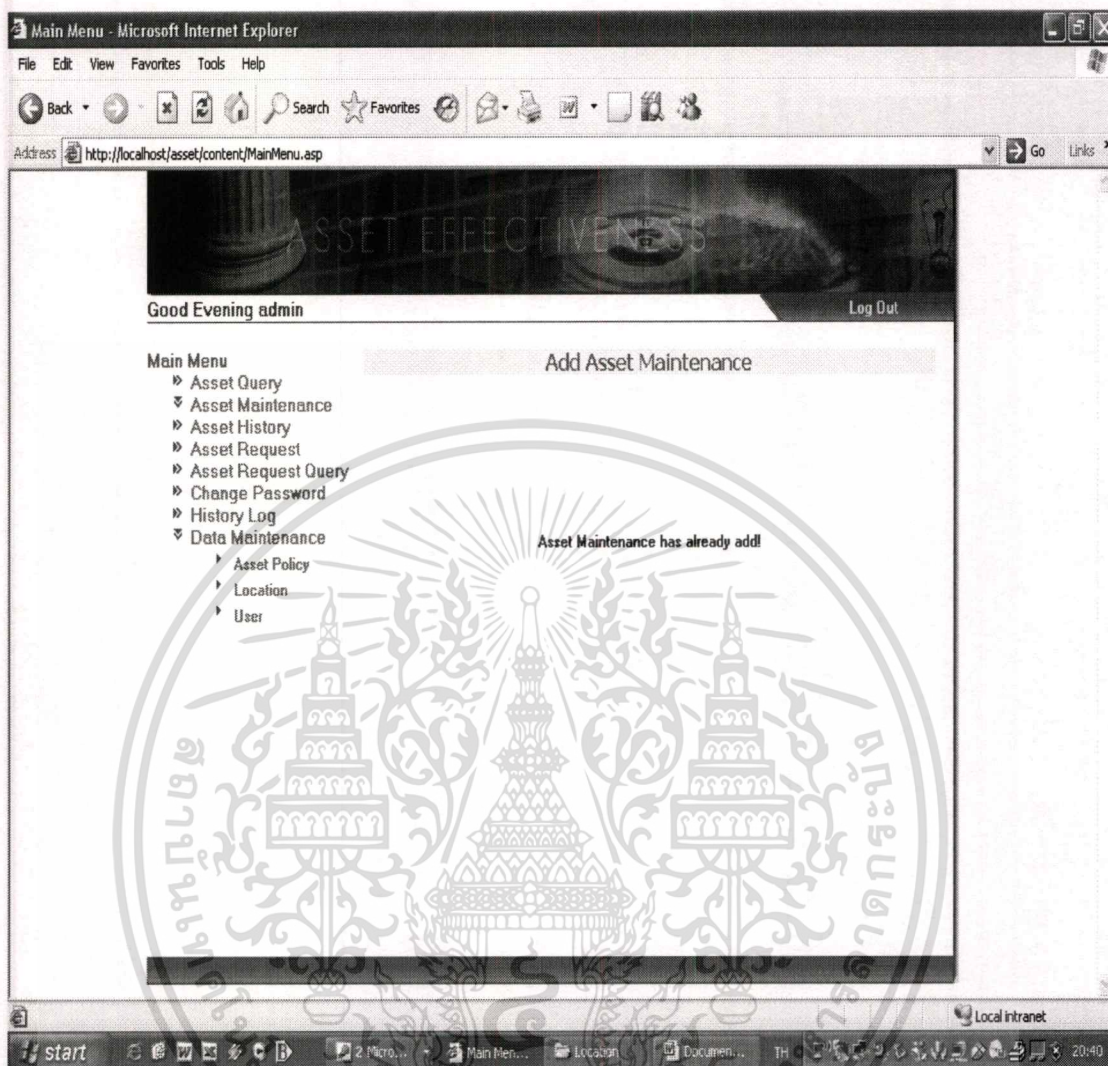 Main Menu - Microsoft Internet Explorer
File Edit View Favorites Tools Help
Back Search Favorites
Address http://localhost/asset/content/MainMenu.asp Go Links
ASSET EFFECTIVENESS
Good Evening admin Log Out
Main Menu
Add Asset Maintenance
Asset Query
Asset Maintenance
Asset History
Asset Request
Asset Request Query
Change Password
History Log
Data Maintenance
Asset Maintenance has already add!
Asset Policy
Location
User
Local intranet
start 2 Micro... Main Men... Location Documen... TH 20:40